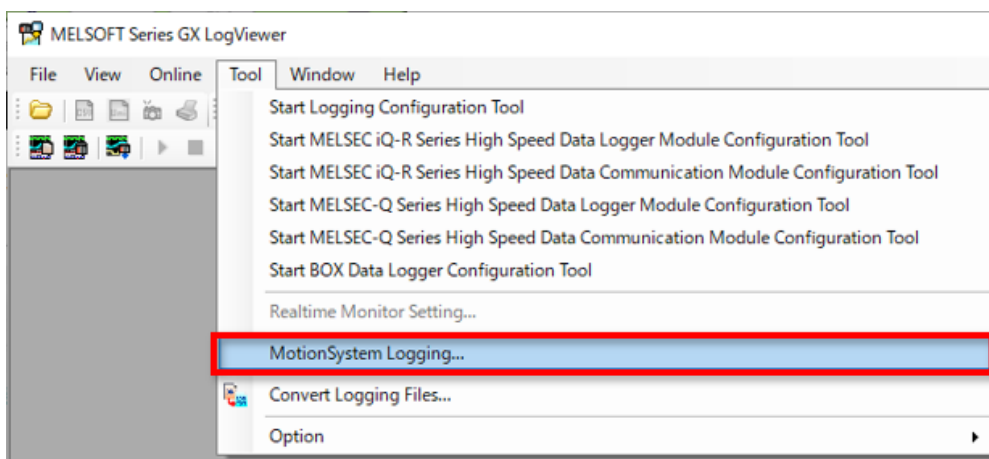 MELSOFT Series GX LogViewer
File View Online Tool Window Help
Start Logging Configuration Tool
Start MELSEC iQ-R Series High Speed Data Logger Module Configuration Tool
Start MELSEC iQ-R Series High Speed Data Communication Module Configuration Tool
Start MELSEC-Q Series High Speed Data Logger Module Configuration Tool
Start MELSEC-Q Series High Speed Data Communication Module Configuration Tool
Start BOX Data Logger Configuration Tool
Realtime Monitor Setting...
MotionSystem Logging...
Convert Logging Files...
Option